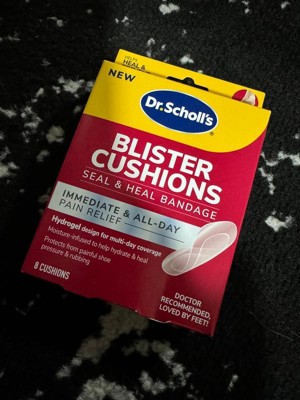 HELPS
HEAL &
NEW
Dr. Scholl's
BLISTER
CUSHIONS
SEAL & HEAL BANDAGE
IMMEDIATE & ALL-DAY
PAIN RELIEF
Hydrogel design for multi-day coverage
Moisture-infused to help hydrate & heal
Protects from painful shoe
pressure & rubbing
8 CUSHIONS
DOCTOR
RECOMMENDED,
LOVED BY FEET!